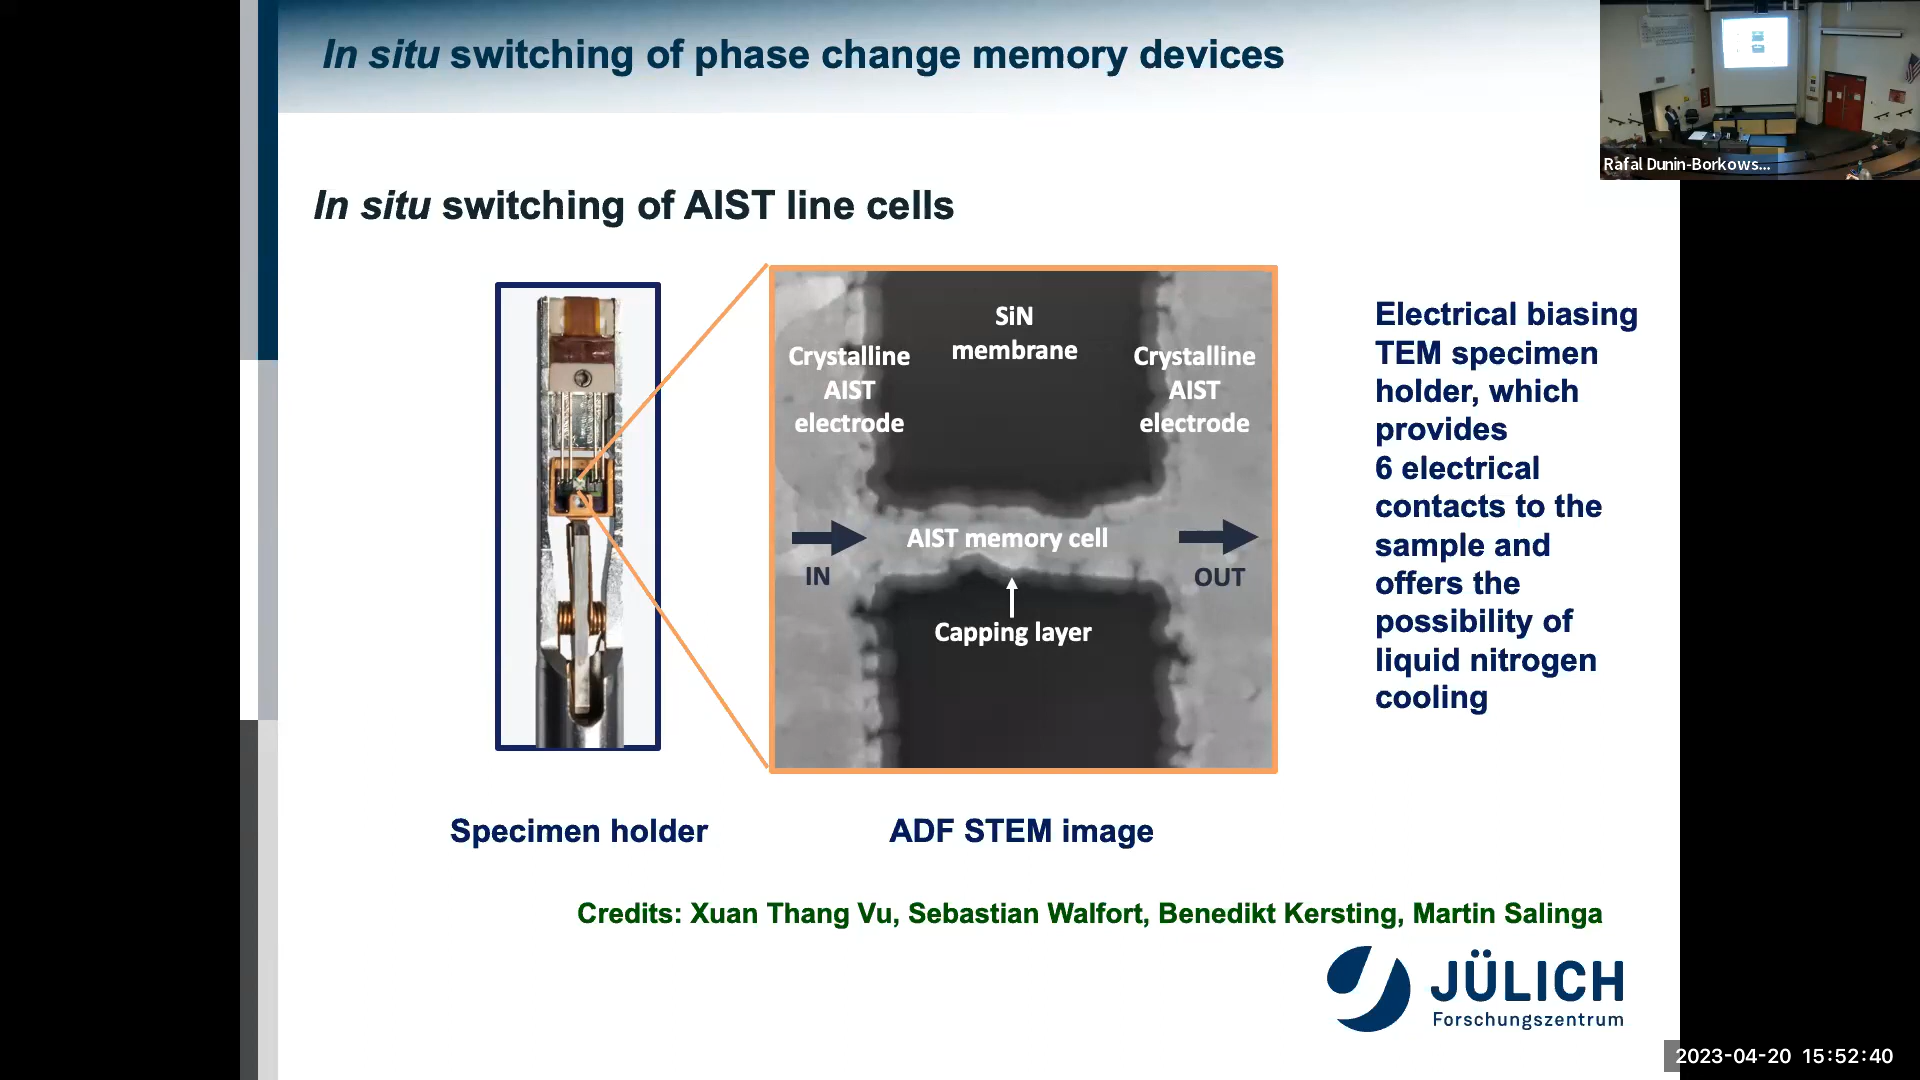 In situ switching of phase change memory devices
Rafal Dunin-Borkows...
In situ switching of AIST line cells
SiN
membrane
Crystalline
AIST
electrode
Crystalline
AIST
electrode
AIST memory cell
IN
OUT
Capping layer
Electrical biasing
TEM specimen
holder, which
provides
6 electrical
contacts to the
sample and
offers the
possibility of
liquid nitrogen
cooling
Specimen holder
ADF STEM image
Credits: Xuan Thang Vu, Sebastian Walfort, Benedikt Kersting, Martin Salinga
JÜLICH
Forschungszentrum
2023-04-20 15:52:40